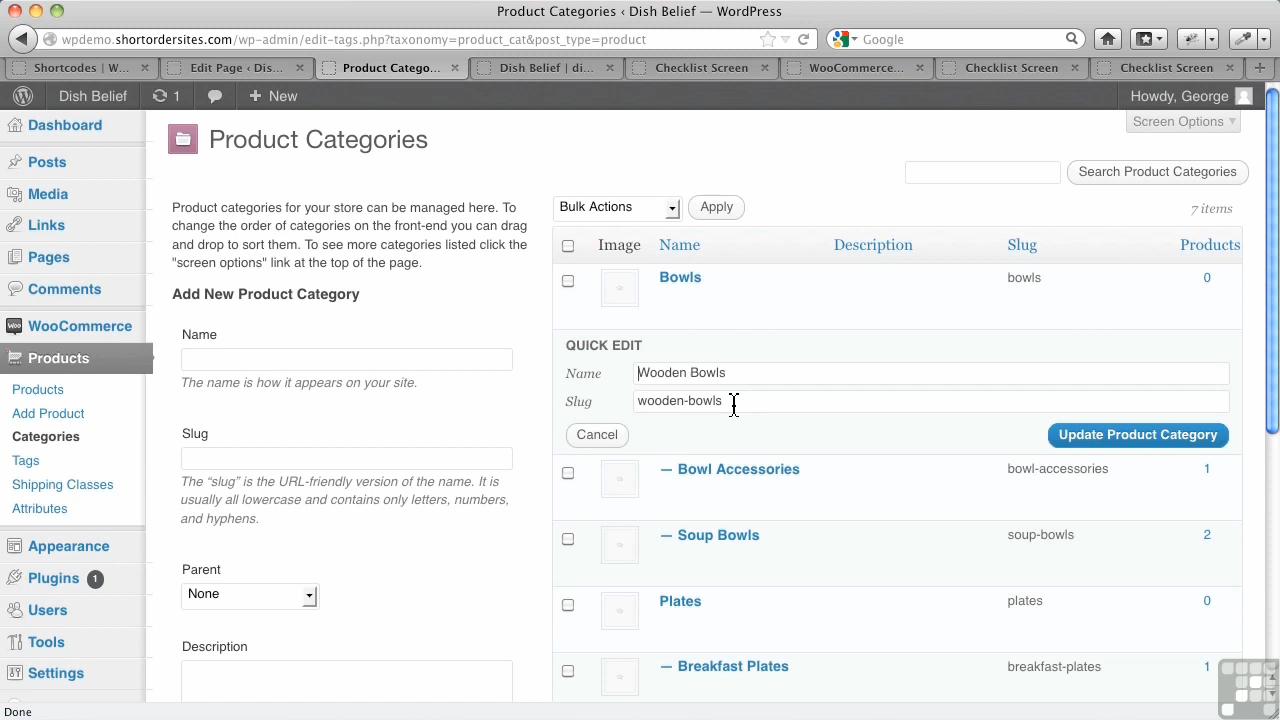 Product Categories ‹ Dish Belief — WordPress
wpdemo.shortordersites.com/wp-admin/edit-tags.php?taxonomy=product_cat&post_type=product
Google
Shortcodes | W...
Edit Page ‹ Dis...
Product Catego...
Dish Belief | di...
Checklist Screen
WooCommerce...
Checklist Screen
Checklist Screen
Dish Belief
1
+ New
Howdy, George
Screen Options
Dashboard
Posts
Media
Links
Pages
Comments
WooCommerce
Products
Products
Add Product
Categories
Tags
Shipping Classes
Attributes
Appearance
Plugins 1
Users
Tools
Settings
Product Categories
Search Product Categories
Product categories for your store can be managed here. To
change the order of categories on the front-end you can drag
and drop to sort them. To see more categories listed click the
"screen options" link at the top of the page.
Add New Product Category
Name
The name is how it appears on your site.
Slug
The “slug” is the URL-friendly version of the name. It is
usually all lowercase and contains only letters, numbers,
and hyphens.
Parent
None
Description
Bulk Actions
Apply
7 items
Image Name Description Slug Products
Bowls bowls 0
QUICK EDIT
Name Wooden Bowls
Slug wooden-bowls
Cancel
Update Product Category
— Bowl Accessories bowl-accessories 1
— Soup Bowls soup-bowls 2
Plates plates 0
— Breakfast Plates breakfast-plates 1
Done